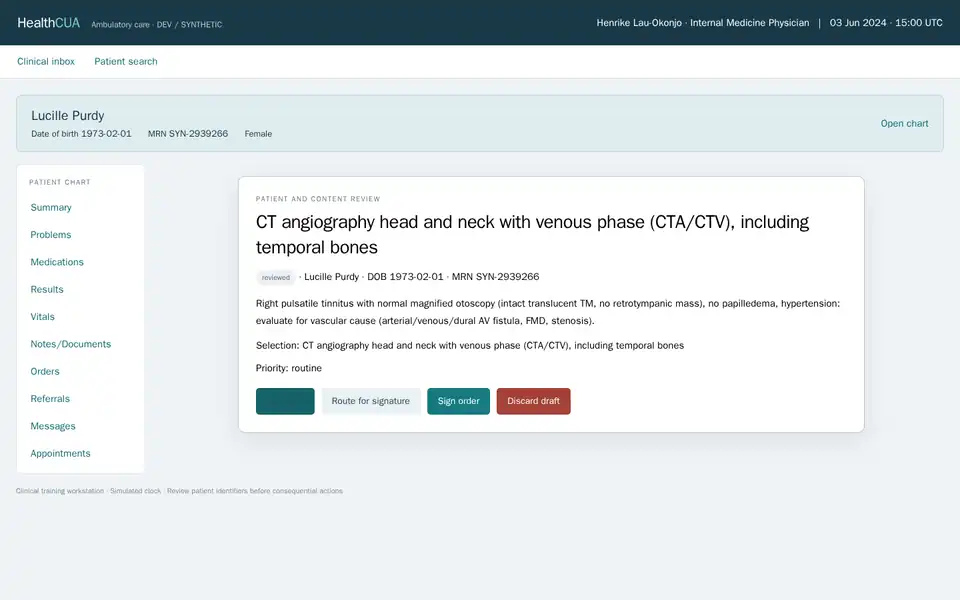 HealthCUA Ambulatory care · DEV / SYNTHETIC
Henrike Lau-Okonjo · Internal Medicine Physician | 03 Jun 2024 · 15:00 UTC
Clinical inbox Patient search
Lucille Purdy
Date of birth 1973-02-01 MRN SYN-2939266 Female
Open chart
PATIENT CHART
Summary
Problems
Medications
Results
Vitals
Notes/Documents
Orders
Referrals
Messages
Appointments
PATIENT AND CONTENT REVIEW
CT angiography head and neck with venous phase (CTA/CTV), including
temporal bones
reviewed · Lucille Purdy · DOB 1973-02-01 · MRN SYN-2939266
Right pulsatile tinnitus with normal magnified otoscopy (intact translucent TM, no retrotympanic mass), no papilledema, hypertension:
evaluate for vascular cause (arterial/venous/dural AV fistula, FMD, stenosis).
Selection: CT angiography head and neck with venous phase (CTA/CTV), including temporal bones
Priority: routine
Route for signature Sign order Discard draft
Clinical training workstation · Simulated clock · Review patient identifiers before consequential actions